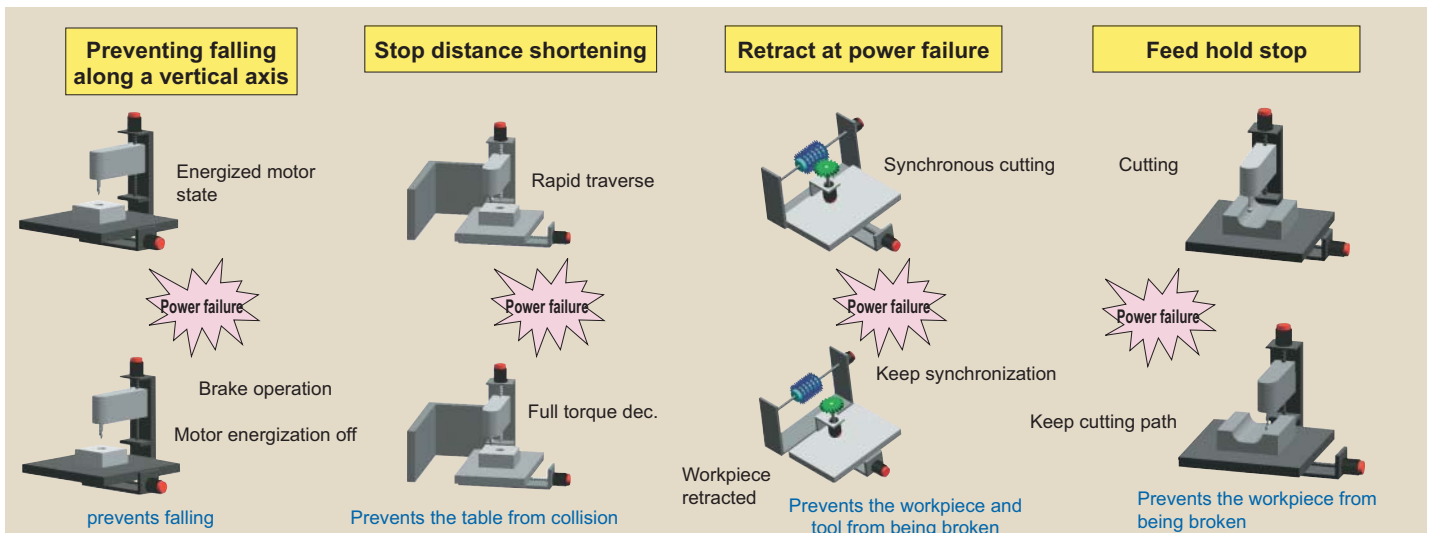 Preventing falling
along a vertical axis
Energized motor
state
Power failure
Brake operation
Motor energization off
prevents falling
Stop distance shortening
Rapid traverse
Power failure
Full torque dec.
Prevents the table from collision
Retract at power failure
Synchronous cutting
Power failure
Keep synchronization
Workpiece
retracted
Prevents the workpiece and
tool from being broken
Feed hold stop
Cutting
Power failure
Keep cutting path
Prevents the workpiece from
being broken